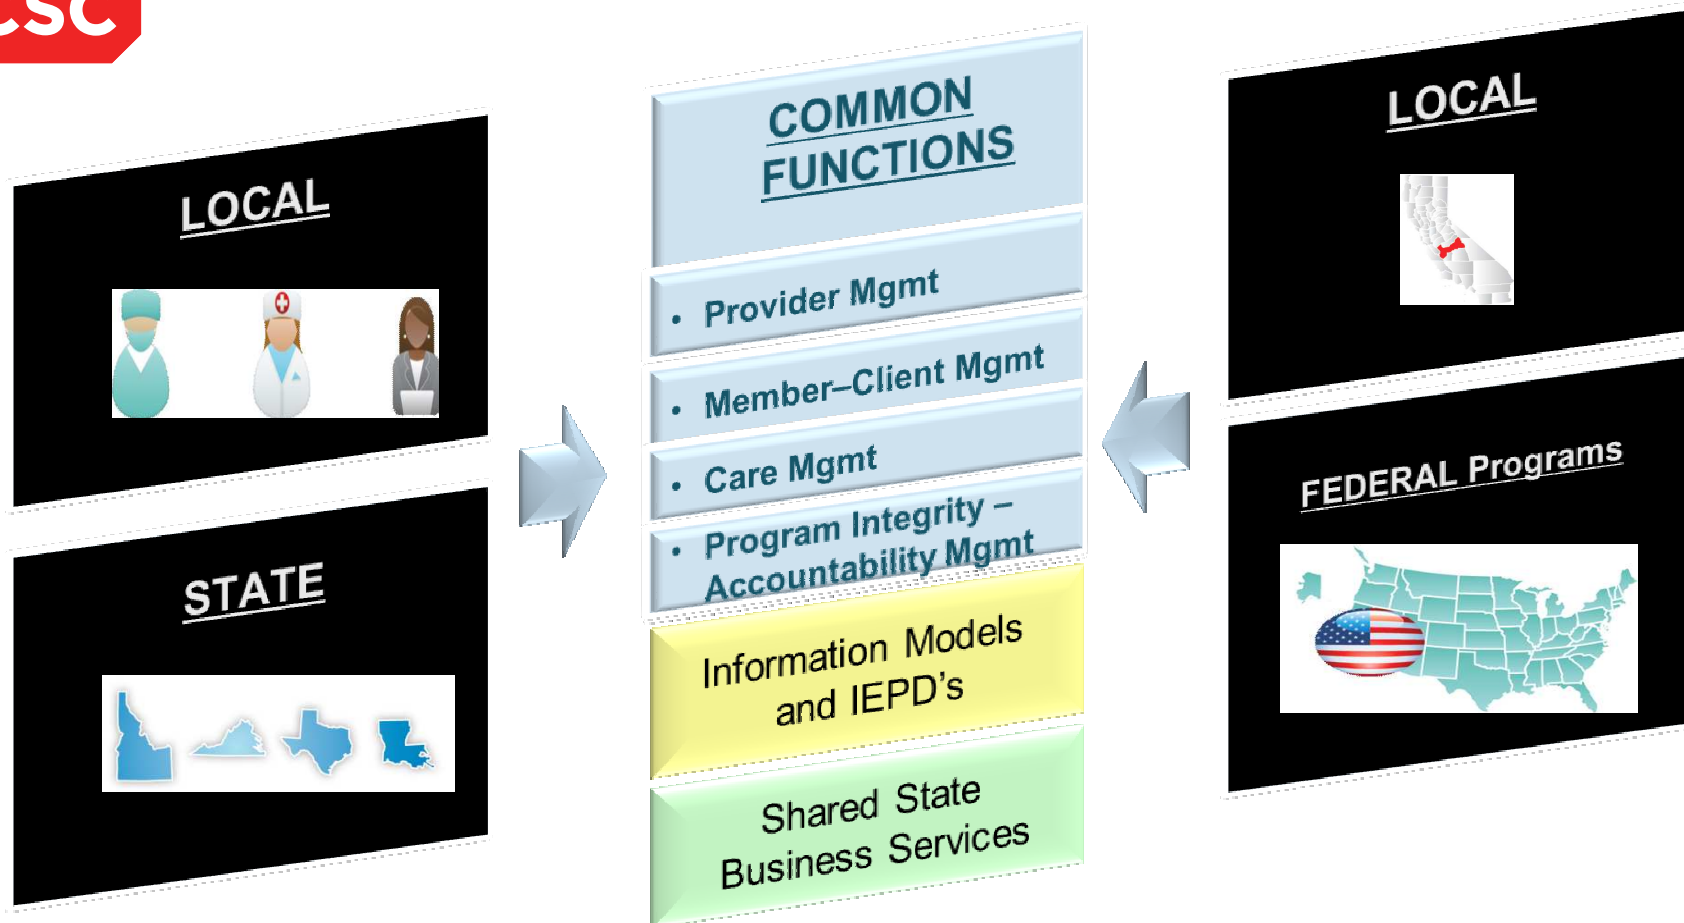 CSC
LOCAL
STATE
COMMON
FUNCTIONS
• Provider Mgmt
• Member–Client Mgmt
• Care Mgmt
• Program Integrity –
Accountability Mgmt
Information Models
and IEPD’s
Shared State
Business Services
LOCAL
FEDERAL Programs